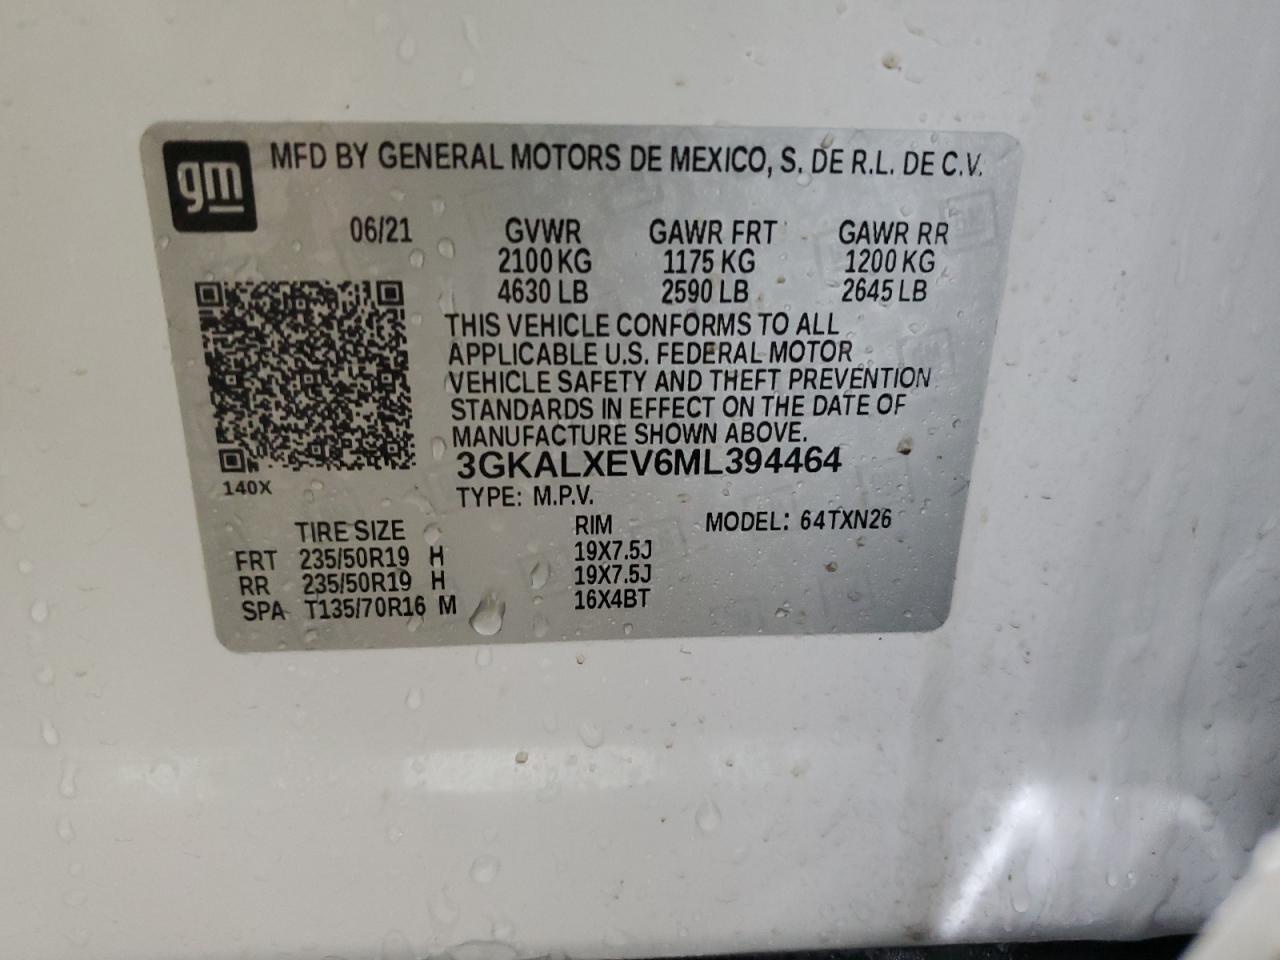 gm MFD BY GENERAL MOTORS DE MEXICO, S. DE R.L. DE C.V.
06/21 GVWR GAWR FRT GAWR RR
2100 KG 1175 KG 1200 KG
4630 LB 2590 LB 2645 LB
THIS VEHICLE CONFORMS TO ALL
APPLICABLE U.S. FEDERAL MOTOR
VEHICLE SAFETY AND THEFT PREVENTION
STANDARDS IN EFFECT ON THE DATE OF
MANUFACTURE SHOWN ABOVE.
3GKALXEV6ML394464
140X
TYPE: M.P.V.
TIRE SIZE RIM MODEL: 64TXN26
FRT 235/50R19 H 19X7.5J
RR 235/50R19 H 19X7.5J
SPA T135/70R16 M 16X4BT